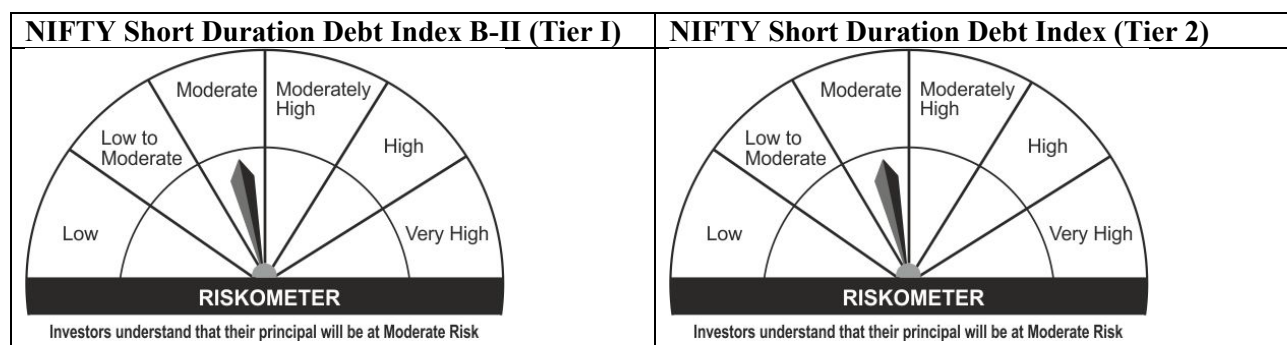 NIFTY Short Duration Debt Index B-II (Tier I)
NIFTY Short Duration Debt Index (Tier 2)
Moderate
Moderately
High
Low to
Moderate
High
Low
Very High
RISKOMETER
Investors understand that their principal will be at Moderate Risk
Moderate
Moderately
High
Low to
Moderate
High
Low
Very High
RISKOMETER
Investors understand that their principal will be at Moderate Risk